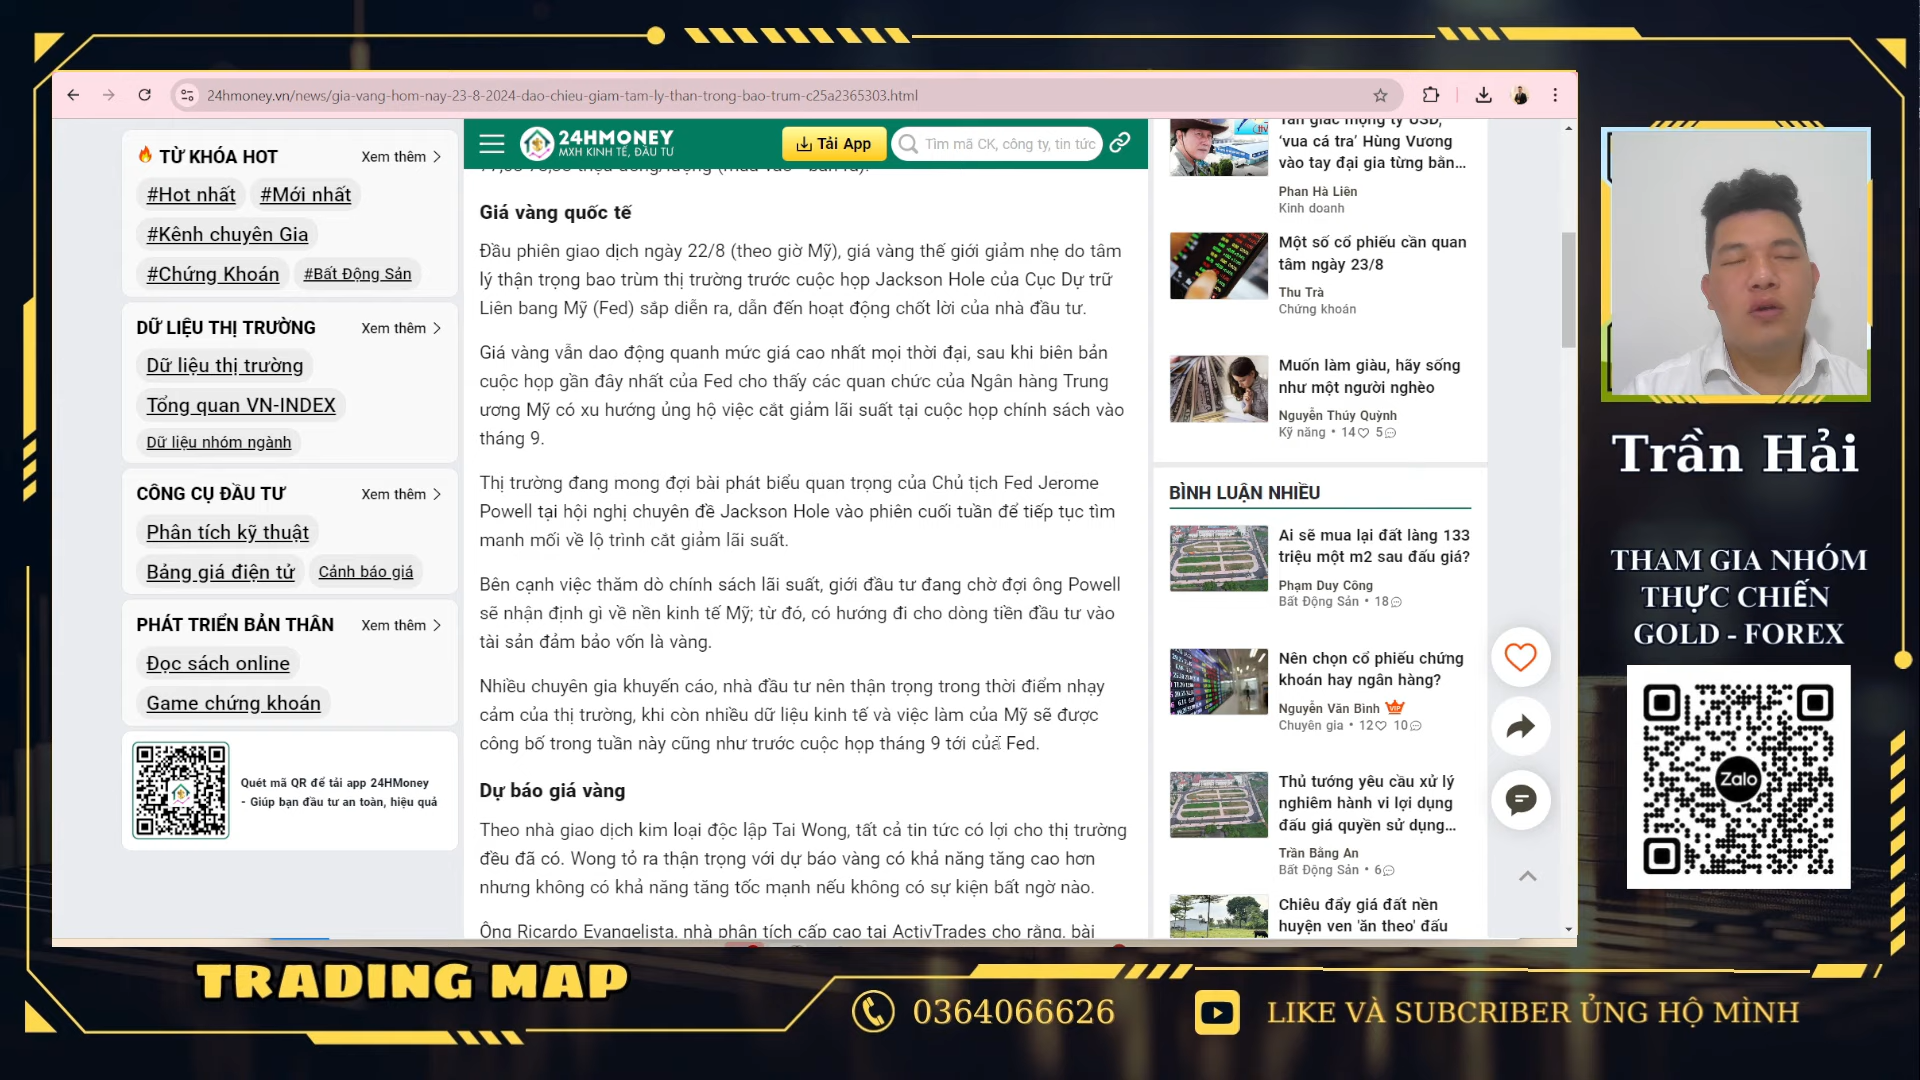 24hmoney.vn/news/gia-vang-hom-nay-23-8-2024-dao-chieu-giam-tam-ly-than-trong-bao-trum-c25a2365303.html
TỪ KHÓA HOT
Xem thêm
#Hot nhất
#Mới nhất
#Kênh chuyên Gia
#Chứng Khoán
#Bất Động Sản
DỮ LIỆU THỊ TRƯỜNG
Xem thêm
Dữ liệu thị trường
Tổng quan VN-INDEX
Dữ liệu nhóm ngành
CÔNG CỤ ĐẦU TƯ
Xem thêm
Phân tích kỹ thuật
Bảng giá điện tử
Cảnh báo giá
PHÁT TRIỂN BẢN THÂN
Xem thêm
Đọc sách online
Game chứng khoán
Quét mã QR để tải app 24HMoney
- Giúp bạn đầu tư an toàn, hiệu quả
24HMONEY
MXH KINH TẾ, ĐẦU TƯ
Tải App
Tìm mã CK, công ty, tin tức
Giá vàng quốc tế
Đầu phiên giao dịch ngày 22/8 (theo giờ Mỹ), giá vàng thế giới giảm nhẹ do tâm
lý thận trọng bao trùm thị trường trước cuộc họp Jackson Hole của Cục Dự trữ
Liên bang Mỹ (Fed) sắp diễn ra, dẫn đến hoạt động chốt lời của nhà đầu tư.
Giá vàng vẫn dao động quanh mức giá cao nhất mọi thời đại, sau khi biên bản
cuộc họp gần đây nhất của Fed cho thấy các quan chức của Ngân hàng Trung
ương Mỹ có xu hướng ủng hộ việc cắt giảm lãi suất tại cuộc họp chính sách vào
tháng 9.
Thị trường đang mong đợi bài phát biểu quan trọng của Chủ tịch Fed Jerome
Powell tại hội nghị chuyên đề Jackson Hole vào phiên cuối tuần để tiếp tục tìm
manh mối về lộ trình cắt giảm lãi suất.
Bên cạnh việc thăm dò chính sách lãi suất, giới đầu tư đang chờ đợi ông Powell
sẽ nhận định gì về nền kinh tế Mỹ; từ đó, có hướng đi cho dòng tiền đầu tư vào
tài sản đảm bảo vốn là vàng.
Nhiều chuyên gia khuyến cáo, nhà đầu tư nên thận trọng trong thời điểm nhạy
cảm của thị trường, khi còn nhiều dữ liệu kinh tế và việc làm của Mỹ sẽ được
công bố trong tuần này cũng như trước cuộc họp tháng 9 tới của Fed.
Dự báo giá vàng
Theo nhà giao dịch kim loại độc lập Tai Wong, tất cả tin tức có lợi cho thị trường
đều đã có. Wong tỏ ra thận trọng với dự báo vàng có khả năng tăng cao hơn
nhưng không có khả năng tăng tốc mạnh nếu không có sự kiện bất ngờ nào.
Ông Ricardo Evangelista, nhà phân tích cấp cao tại ActivTrades cho rằng, bài
Tan giấc mộng tỷ USD,
‘vua cá tra’ Hùng Vương
vào tay đại gia từng bằn...
Phan Hà Liên
Kinh doanh
Một số cổ phiếu cần quan
tâm ngày 23/8
Thu Trà
Chứng khoán
Muốn làm giàu, hãy sống
như một người nghèo
Nguyễn Thúy Quỳnh
Kỹ năng • 14 5
BÌNH LUẬN NHIỀU
Ai sẽ mua lại đất làng 133
triệu một m2 sau đấu giá?
Phạm Duy Công
Bất Động Sản • 18
Nên chọn cổ phiếu chứng
khoán hay ngân hàng?
Nguyễn Văn Bình VIP
Chuyên gia • 12 10
Thủ tướng yêu cầu xử lý
nghiêm hành vi lợi dụng
đấu giá quyền sử dụng...
Trần Bằng An
Bất Động Sản • 6
Chiêu đẩy giá đất nền
huyện ven 'ăn theo' đấu
Trần Hải
THAM GIA NHÓM
THỰC CHIẾN
GOLD - FOREX
Zalo
TRADING MAP
0364066626
LIKE VÀ SUBCRIBER ỦNG HỘ MÌNH